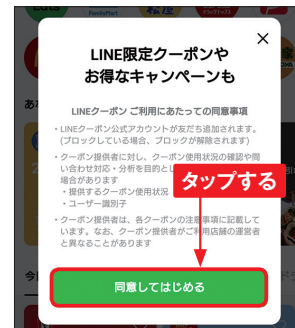 FamilyMart
松屋
LINE限定クーポンや
お得なキャンペーンも
LINEクーポン ご利用にあたっての同意事項
・LINEクーポン公式アカウントが友だち追加されます。
(ブロックしている場合、ブロックが解除されます)
・クーポン提供者に対し、クーポン使用状況の確認や問
い合わせ対応・分析を目的とし
場合があります
・提供するクーポン使用状況
・ユーザー識別子
タップする
・クーポン提供者は、各クーポンの注意事項に記載して
います。なお、クーポン提供者がご利用店舗の運営者
と異なることがあります
同意してはじめる